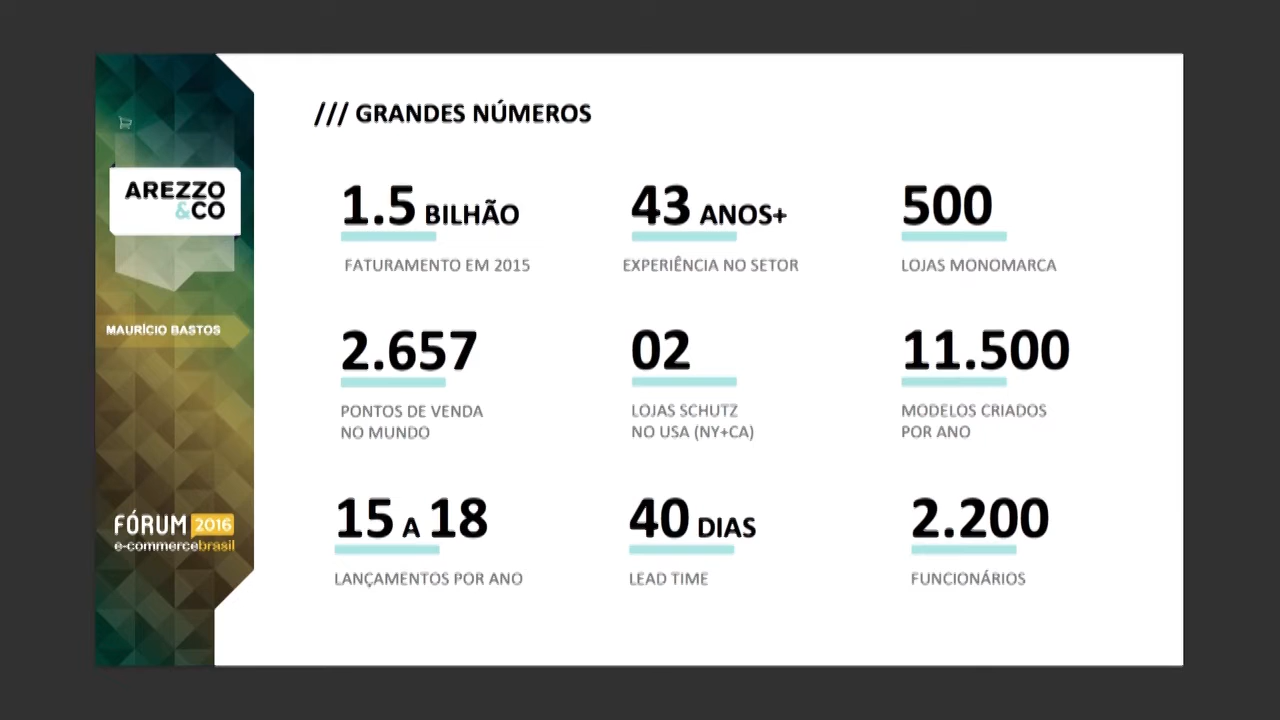 AREZZO
&CO
MAURÍCIO BASTOS
FÓRUM 2016
e-commercebrasil
/// GRANDES NÚMEROS
1.5 BILHÃO
FATURAMENTO EM 2015
43 ANOS+
EXPERIÊNCIA NO SETOR
500
LOJAS MONOMARCA
2.657
PONTOS DE VENDA
NO MUNDO
02
LOJAS SCHUTZ
NO USA (NY+CA)
11.500
MODELOS CRIADOS
POR ANO
15 A 18
LANÇAMENTOS POR ANO
40 DIAS
LEAD TIME
2.200
FUNCIONÁRIOS